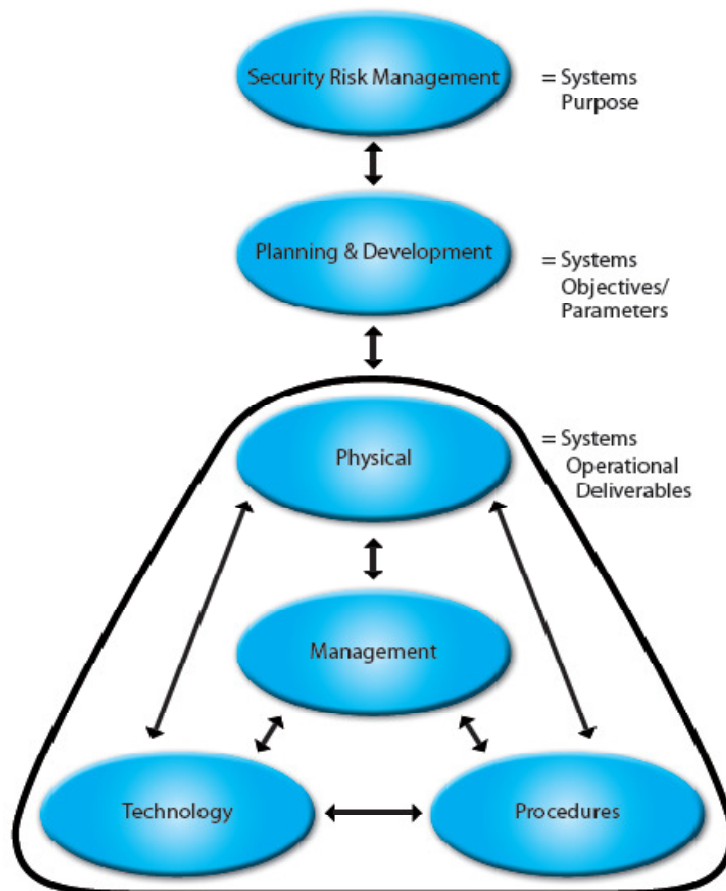 Security Risk Management
= Systems
Purpose
Planning & Development
= Systems
Objectives/
Parameters
Physical
= Systems
Operational
Deliverables
Management
Technology
Procedures